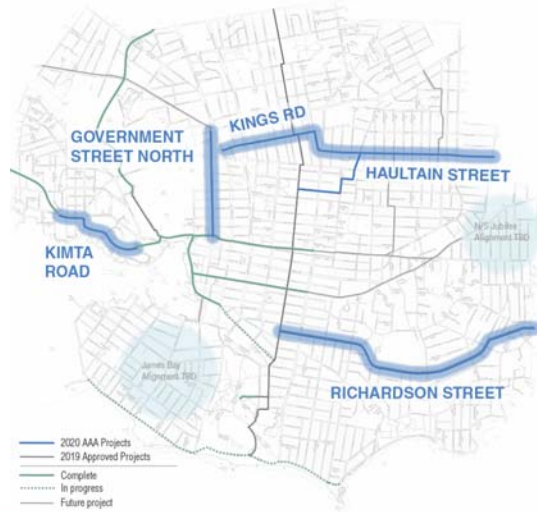 GOVERNMENT
STREET NORTH
KINGS RD
HAULTAIN STREET
KIMTA
ROAD
N/S Jubilee
Alignment TBD
James Bay
Alignment TBD
RICHARDSON STREET
2020 AAA Projects
2019 Approved Projects
Complete
In progress
Future project